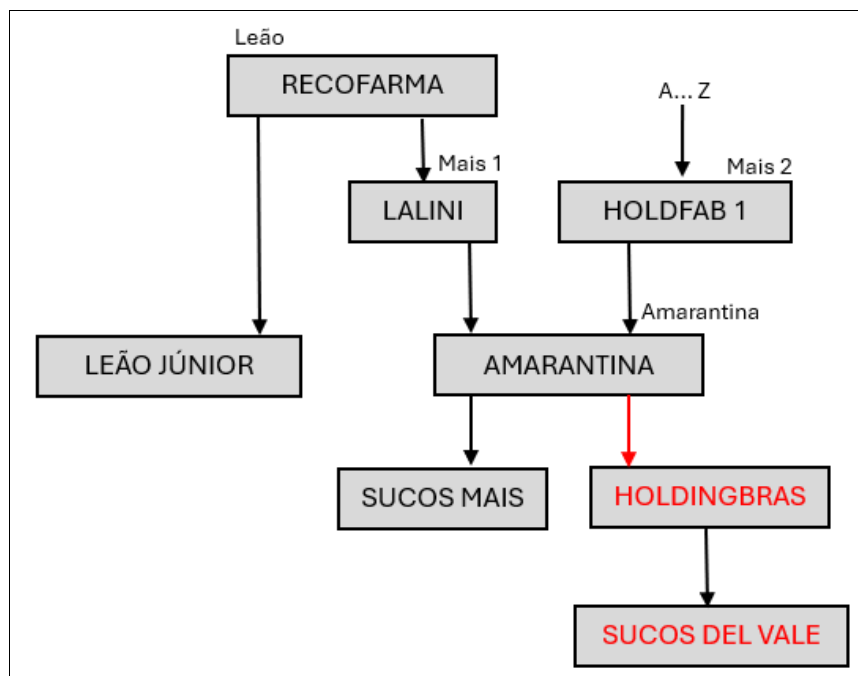 Leão
RECOFARMA
A... Z
Mais 1
Mais 2
LALINI
HOLDFAB 1
Amarantina
LEÃO JÚNIOR
AMARANTINA
SUCOS MAIS
HOLDINGBRAS
SUCOS DEL VALE